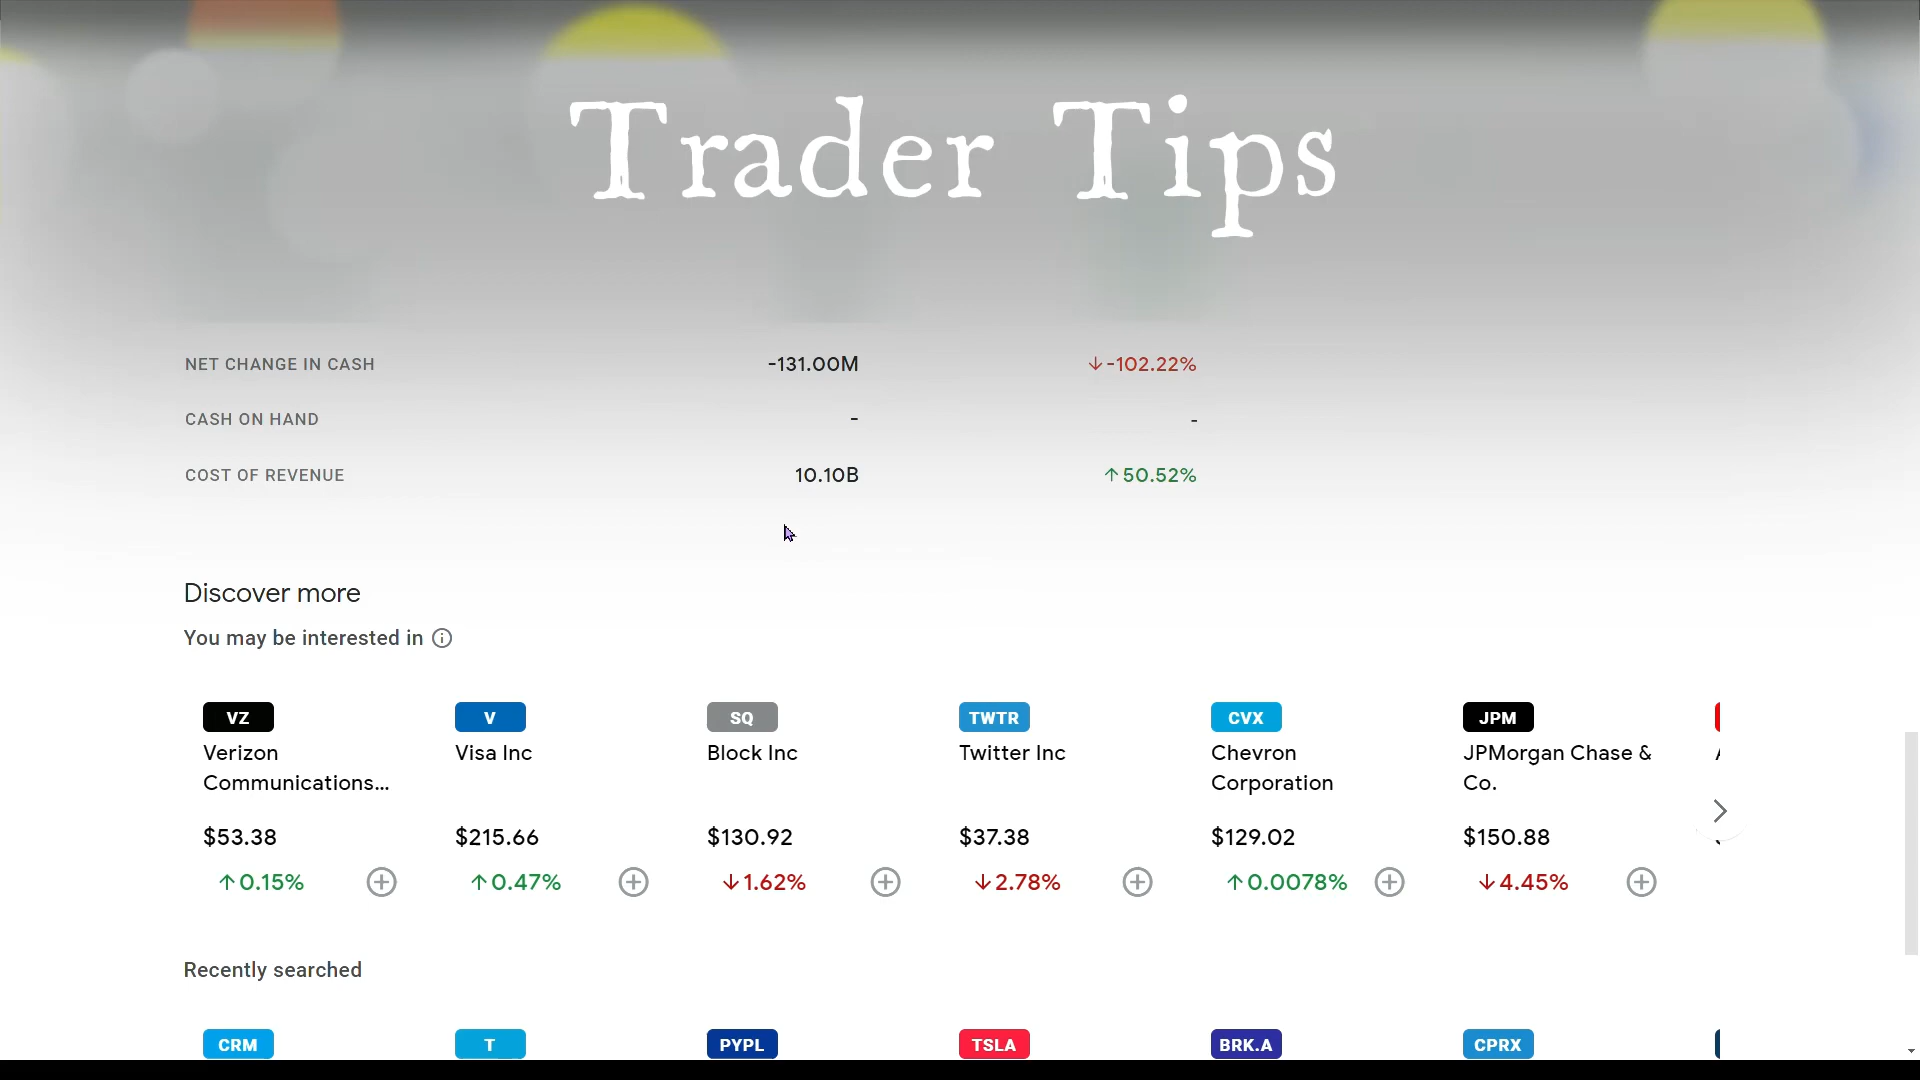 Trader Tips
NET CHANGE IN CASH -131.00M ↓-102.22%
CASH ON HAND - -
COST OF REVENUE 10.10B ↑50.52%
Discover more
You may be interested in
VZ V SQ TWTR CVX JPM
Verizon Communications... Visa Inc Block Inc Twitter Inc Chevron Corporation JPMorgan Chase & Co.
$53.38 $215.66 $130.92 $37.38 $129.02 $150.88
↑0.15% ↑0.47% ↓1.62% ↓2.78% ↑0.0078% ↓4.45%
Recently searched
CRM T PYPL TSLA BRK.A CPRX